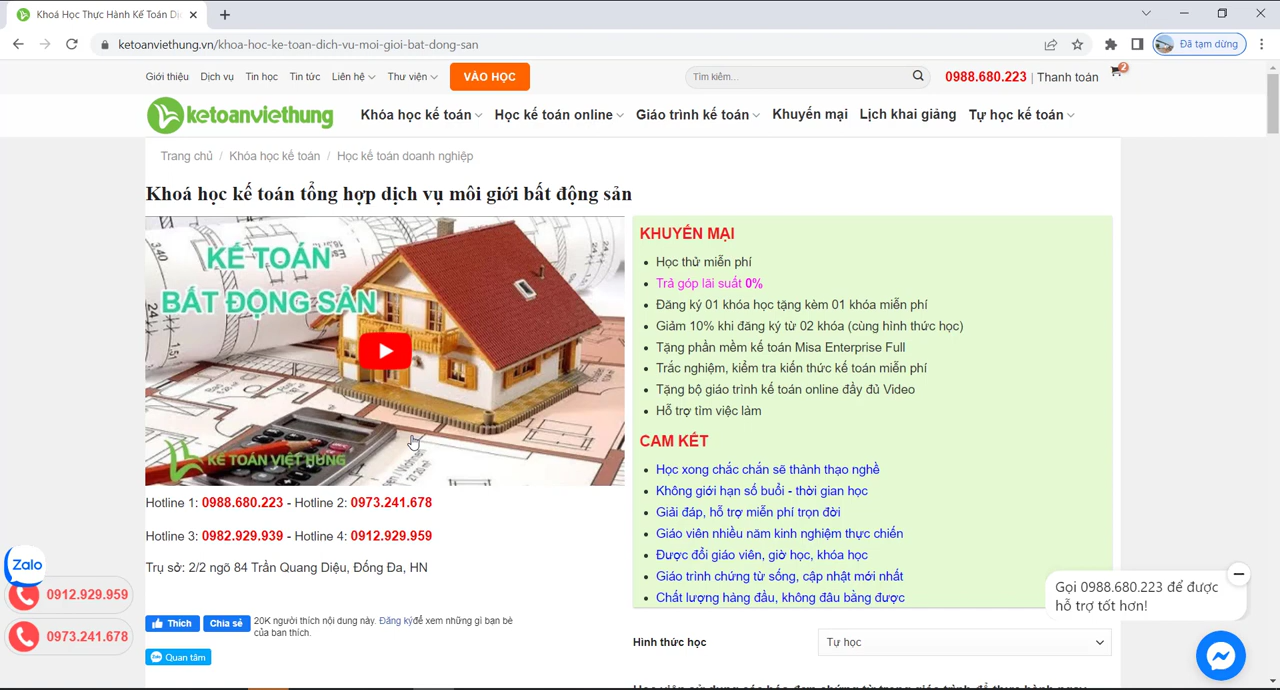 Khoá Học Thực Hành Kế Toán Dị
ketoanviethung.vn/khoa-hoc-ke-toan-dich-vu-moi-gioi-bat-dong-san
Đã tạm dừng
Giới thiệu Dịch vụ Tin học Tin tức Liên hệ Thư viện VÀO HỌC Tìm kiếm... 0988.680.223 | Thanh toán 2
ketoanviethung Khóa học kế toán Học kế toán online Giáo trình kế toán Khuyến mại Lịch khai giảng Tự học kế toán
Trang chủ / Khóa học kế toán / Học kế toán doanh nghiệp
Khoá học kế toán tổng hợp dịch vụ môi giới bất động sản
KẾ TOÁN
BẤT ĐỘNG SẢN
KẾ TOÁN VIỆT HƯNG
KHUYẾN MẠI
Học thử miễn phí
Trả góp lãi suất 0%
Đăng ký 01 khóa học tặng kèm 01 khóa miễn phí
Giảm 10% khi đăng ký từ 02 khóa (cùng hình thức học)
Tặng phần mềm kế toán Misa Enterprise Full
Trắc nghiệm, kiểm tra kiến thức kế toán miễn phí
Tặng bộ giáo trình kế toán online đầy đủ Video
Hỗ trợ tìm việc làm
CAM KẾT
Học xong chắc chắn sẽ thành thạo nghề
Không giới hạn số buổi - thời gian học
Giải đáp, hỗ trợ miễn phí trọn đời
Giáo viên nhiều năm kinh nghiệm thực chiến
Được đổi giáo viên, giờ học, khóa học
Giáo trình chứng từ sống, cập nhật mới nhất
Chất lượng hàng đầu, không đâu bằng được
Hotline 1: 0988.680.223 - Hotline 2: 0973.241.678
Hotline 3: 0982.929.939 - Hotline 4: 0912.929.959
Trụ sở: 2/2 ngõ 84 Trần Quang Diệu, Đống Đa, HN
Zalo
0912.929.959
0973.241.678
Thích Chia sẻ 20K người thích nội dung này. Đăng ký để xem những gì bạn bè
của bạn thích.
Zalo Quan tâm
Gọi 0988.680.223 để được
hỗ trợ tốt hơn!
Hình thức học Tự học